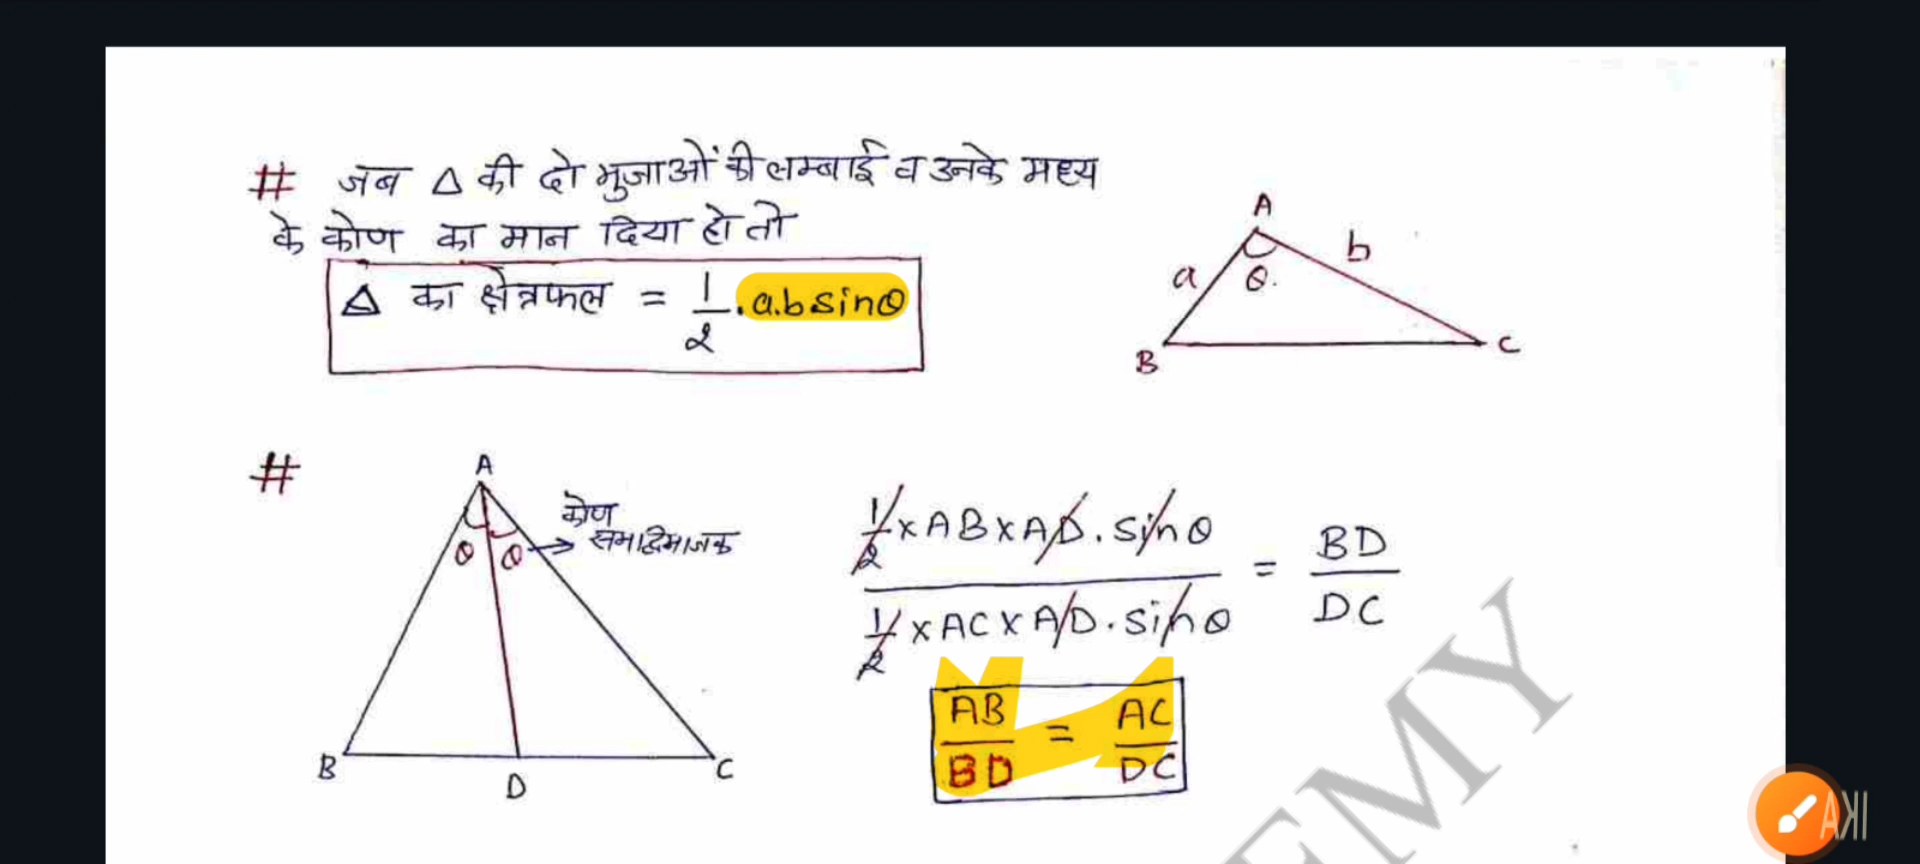 # जब Δ की दो भुजाओं की लम्बाई व उनके मध्य
के कोण का मान दिया हो तो
Δ का क्षेत्रफल = 1/2 . a.b sinθ
A
a
b
θ.
B
C
#
A
कोण
समद्विभाजक
θ θ
B
D
C
1/2 x AB x AD . sinθ / 1/2 x AC x AD . sinθ = BD / DC
AB / BD = AC / DC
EMY